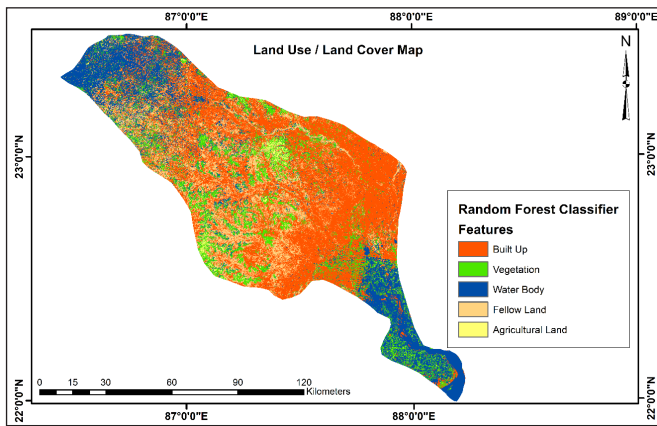 87°0'0"E
88°0'0"E
89°0'0"E
Land Use / Land Cover Map
N
23°0'0"N
23°0'0"N
Random Forest Classifier
Features
Built Up
Vegetation
Water Body
Fellow Land
Agricultural Land
0 15 30 60 90 120
Kilometers
22°0'0"N
22°0'0"N
87°0'0"E
88°0'0"E